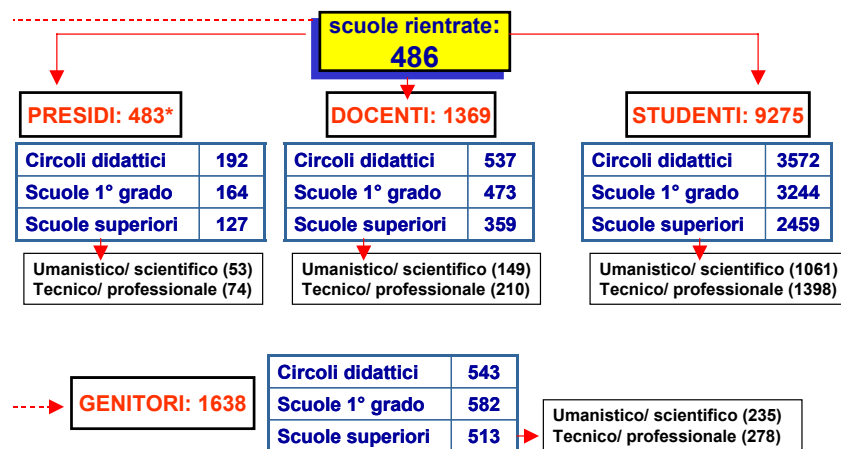 scuole rientrate:
486
PRESIDI: 483*
DOCENTI: 1369
STUDENTI: 9275
Circoli didattici 192
Scuole 1° grado 164
Scuole superiori 127
Circoli didattici 537
Scuole 1° grado 473
Scuole superiori 359
Circoli didattici 3572
Scuole 1° grado 3244
Scuole superiori 2459
Umanistico/ scientifico (53)
Tecnico/ professionale (74)
Umanistico/ scientifico (149)
Tecnico/ professionale (210)
Umanistico/ scientifico (1061)
Tecnico/ professionale (1398)
GENITORI: 1638
Circoli didattici 543
Scuole 1° grado 582
Scuole superiori 513
Umanistico/ scientifico (235)
Tecnico/ professionale (278)